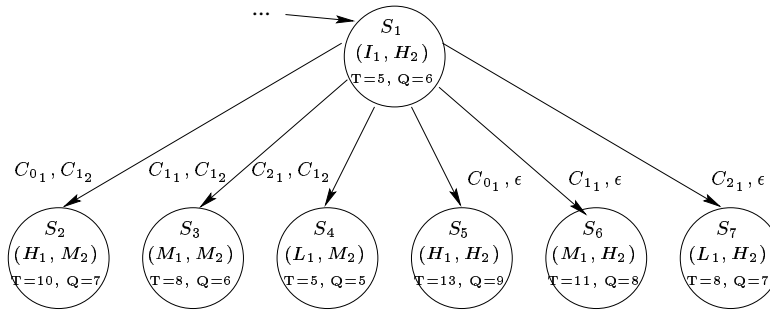 ...
S₁
(I₁, H₂)
T=5, Q=6
C₀₁, C₁₂
C₁₁, C₁₂
C₂₁, C₁₂
C₀₁, ϵ
C₁₁, ϵ
C₂₁, ϵ
S₂
(H₁, M₂)
T=10, Q=7
S₃
(M₁, M₂)
T=8, Q=6
S₄
(L₁, M₂)
T=5, Q=5
S₅
(H₁, H₂)
T=13, Q=9
S₆
(M₁, H₂)
T=11, Q=8
S₇
(L₁, H₂)
T=8, Q=7